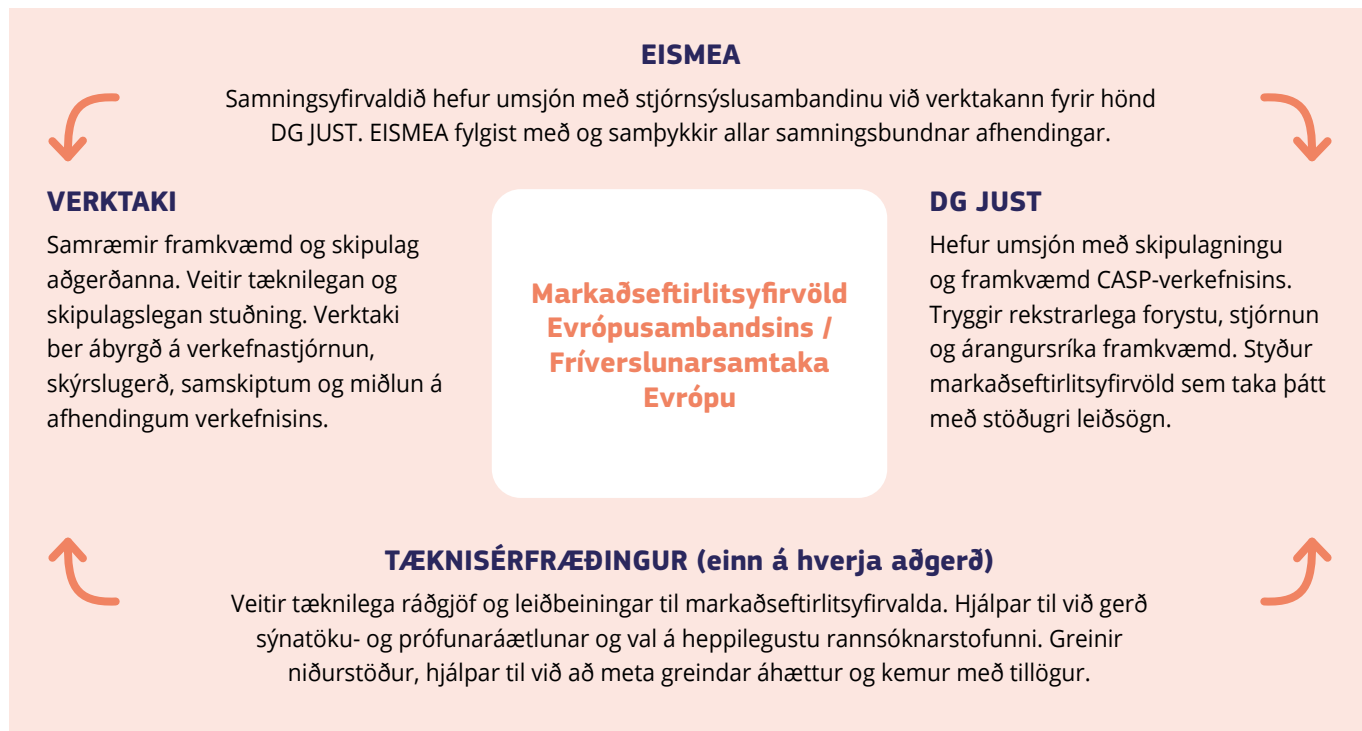 EISMEA
Samningsyfirvaldið hefur umsjón með stjórnsýslusambandinu við verktakann fyrir hönd
DG JUST. EISMEA fylgist með og samþykkir allar samningsbundnar afhendingar.
VERKTAKI
Samræmir framkvæmd og skipulag
aðgerðanna. Veitir tæknilegan og
skipulagslegan stuðning. Verktaki
ber ábyrgð á verkefnastjórnun,
skýrslugerð, samskiptum og miðlun á
afhendingum verkefnisins.
Markaðseftirlitsyfirvöld
Evrópusambandsins /
Fríverslunarsamtaka
Evrópu
DG JUST
Hefur umsjón með skipulagningu
og framkvæmd CASP-verkefnisins.
Tryggir rekstrarlega forystu, stjórnun
og árangursríka framkvæmd. Styður
markaðseftirlitsyfirvöld sem taka þátt
með stöðugri leiðsögn.
TÆKNISÉRFRÆÐINGUR (einn á hverja aðgerð)
Veitir tæknilega ráðgjöf og leiðbeiningar til markaðseftirlitsyfirvalda. Hjálpar til við gerð
sýnatöku- og prófunaráætlunar og val á heppilegustu rannsóknarstofunni. Greinir
niðurstöður, hjálpar til við að meta greindar áhættur og kemur með tillögur.